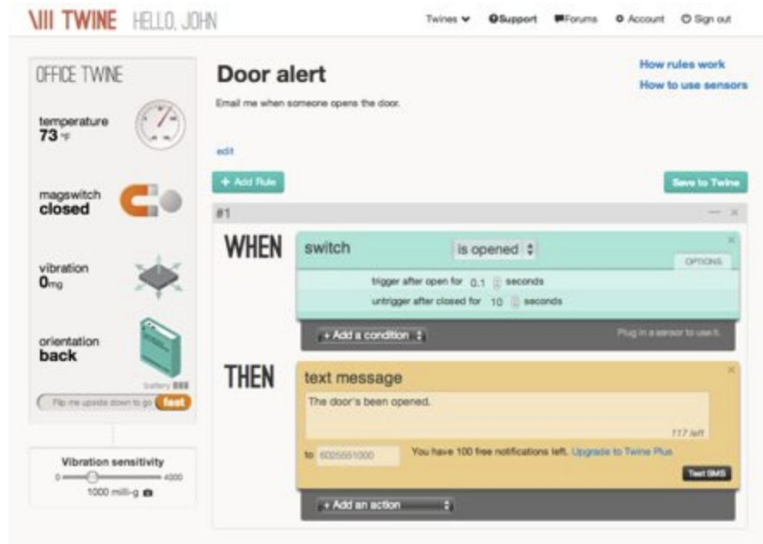 TWINE HELLO, JOHN
Twines Support Forums Account Sign out
OFFICE TWINE
temperature
73 °F
magswitch
closed
vibration
0mg
orientation
back
battery
Flip me upside down to go fast
Vibration sensitivity
0 4000
1000 milli-g
Door alert
Email me when someone opens the door.
edit
How rules work
How to use sensors
+ Add Rule
Save to Twine
#1
WHEN
switch is opened
OPTIONS
trigger after open for 0.1 seconds
untrigger after closed for 10 seconds
+ Add a condition
Plug in a sensor to use it.
THEN
text message
The door's been opened.
117 left
to 6025551000 You have 100 free notifications left. Upgrade to Twine Plus
Test SMS
+ Add an action